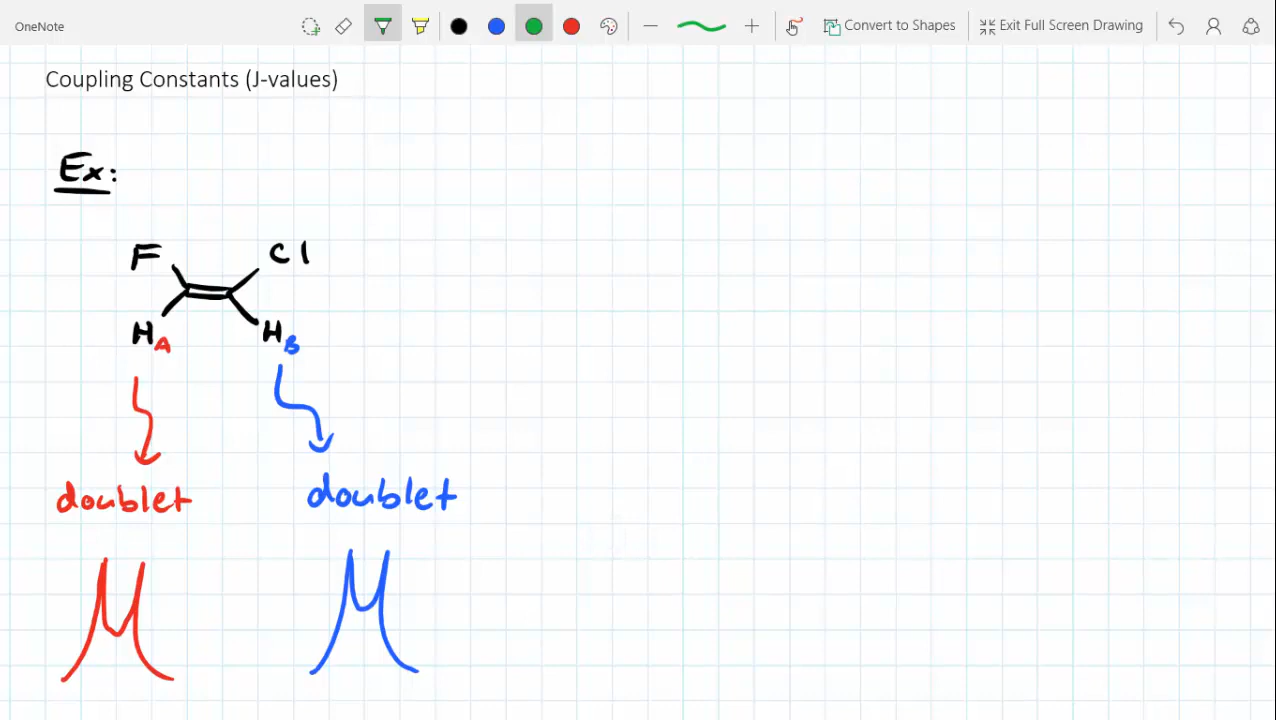 OneNote
Convert to Shapes
Exit Full Screen Drawing
Coupling Constants (J-values)
Ex:
F Cl
HA HB
doublet doublet